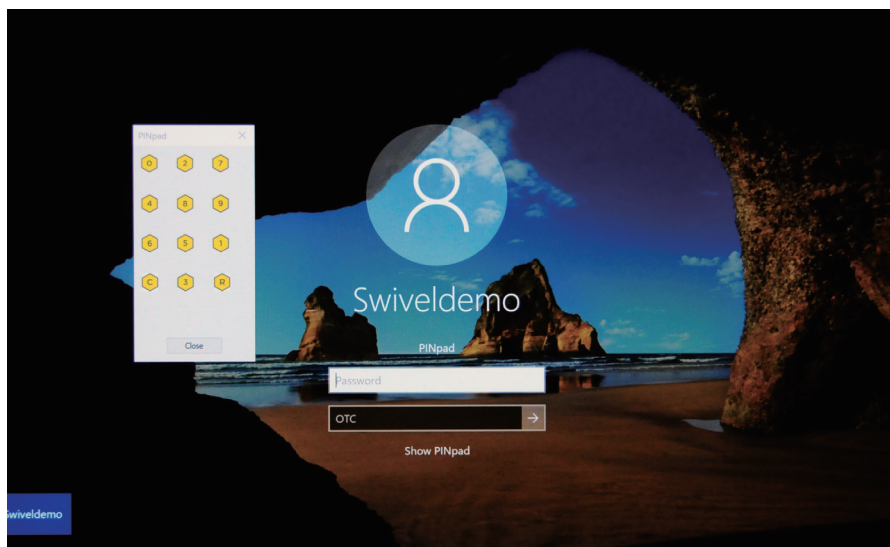 PINpad
0 2 7
4 8 9
6 5 1
C 3 R
Close
Swiveldemo
PINpad
Password
OTC
Show PINpad
Swiveldemo